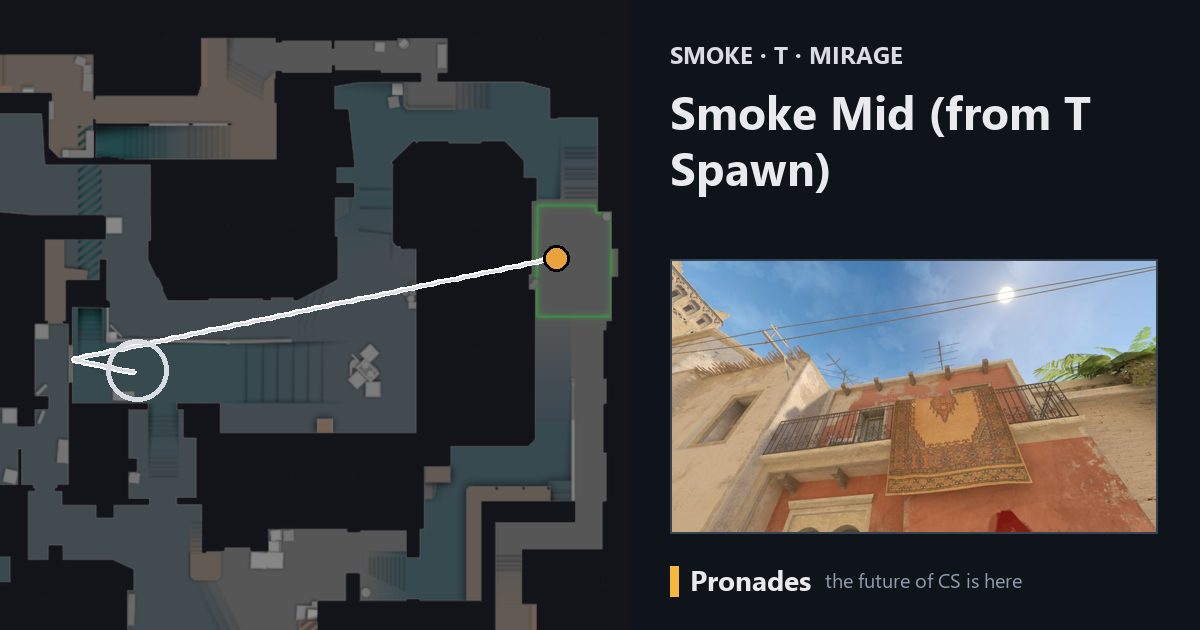 SMOKE · T · MIRAGE
Smoke Mid (from T
Spawn)
Pronades the future of CS is here